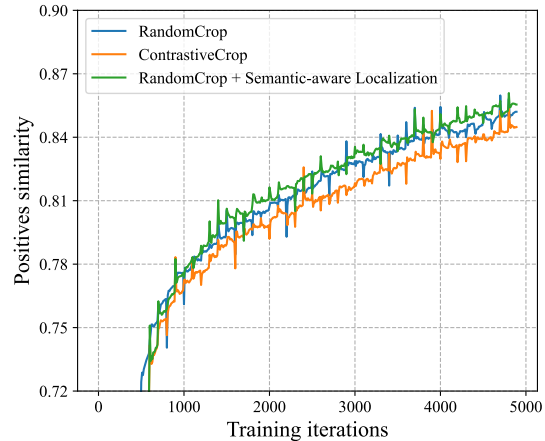 0.90
0.87
0.84
0.81
0.78
0.75
0.72
Positives similarity
RandomCrop
ContrastiveCrop
RandomCrop + Semantic-aware Localization
0 1000 2000 3000 4000 5000
Training iterations